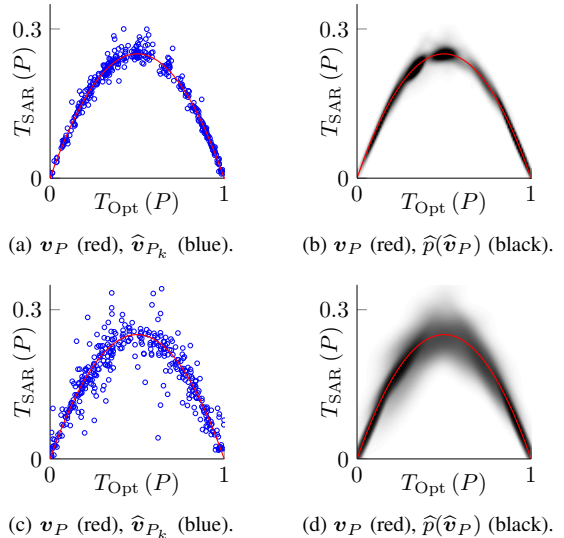 0.3
T_SAR (P)
0
0
1
T_Opt (P)
(a) v_P (red), v̂_{P_k} (blue).
0.3
T_SAR (P)
0
0
1
T_Opt (P)
(b) v_P (red), p̂(v̂_P) (black).
0.3
T_SAR (P)
0
0
1
T_Opt (P)
(c) v_P (red), v̂_{P_k} (blue).
0.3
T_SAR (P)
0
0
1
T_Opt (P)
(d) v_P (red), p̂(v̂_P) (black).